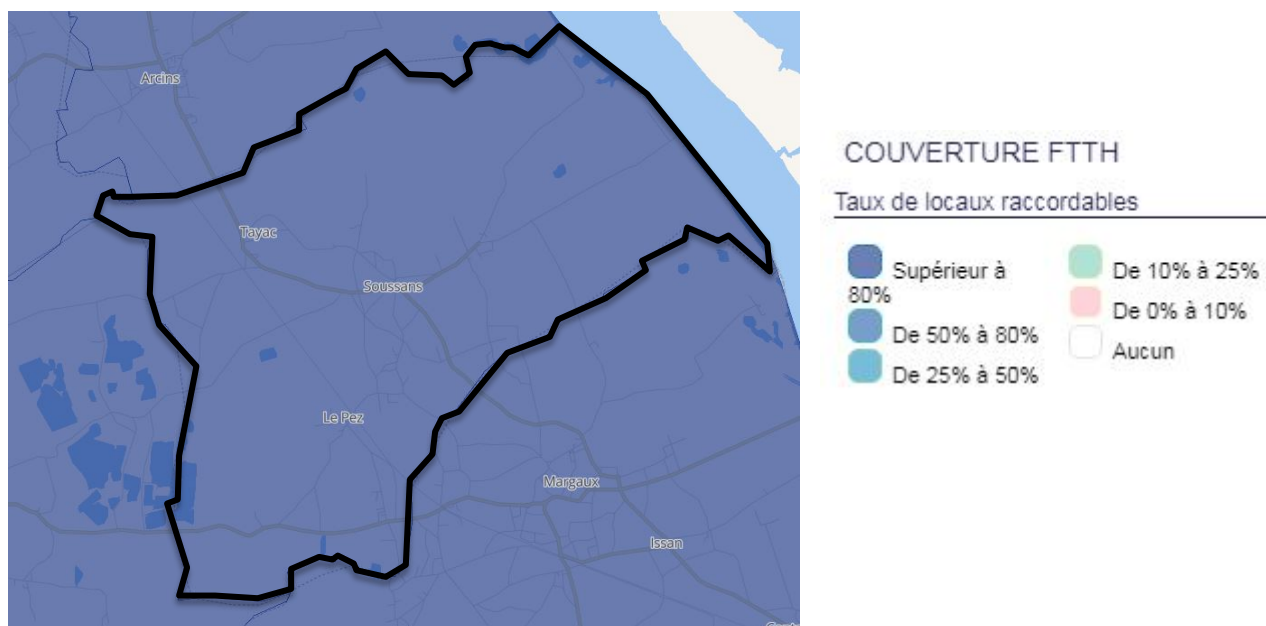 Arcins
Tayac
Soussans
Le Pez
Margaux
Issan
COUVERTURE FTTH
Taux de locaux raccordables
Supérieur à
80%
De 50% à 80%
De 25% à 50%
De 10% à 25%
De 0% à 10%
Aucun